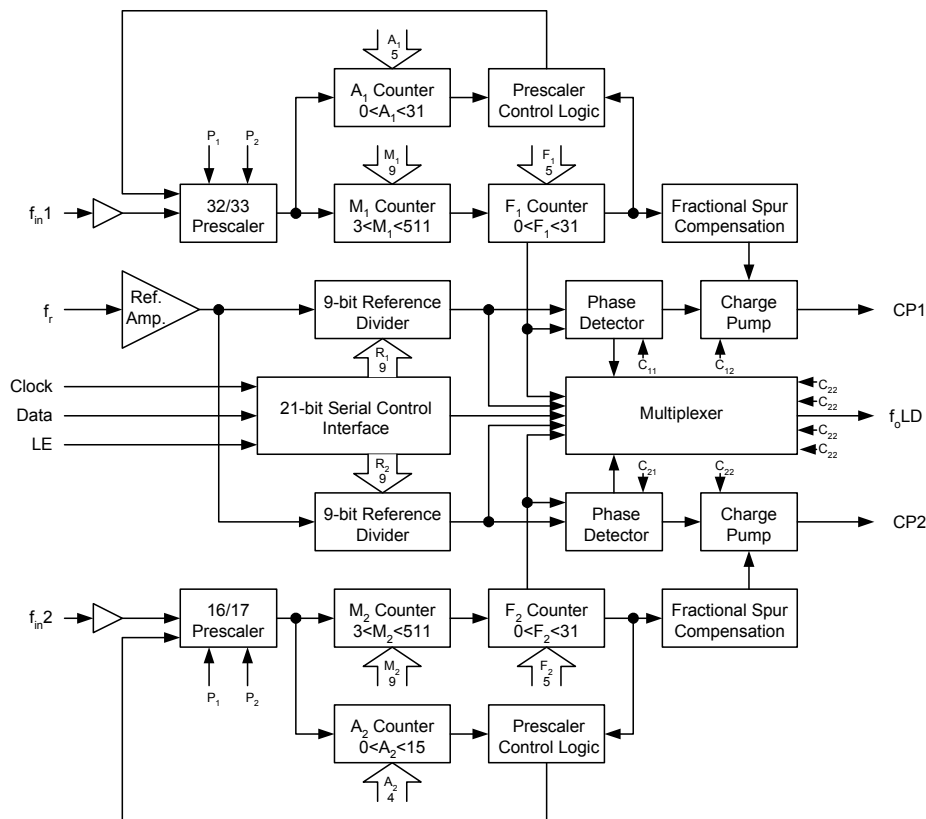 A₁
5
A₁ Counter
0<A₁<31
Prescaler
Control Logic
P₁
P₂
M₁
9
F₁
5
fᵢₙ1
32/33
Prescaler
M₁ Counter
3<M₁<511
F₁ Counter
0<F₁<31
Fractional Spur
Compensation
fᵣ
Ref.
Amp.
9-bit Reference
Divider
Phase
Detector
Charge
Pump
CP1
R₁
9
C₁₁
C₁₂
Clock
Data
LE
21-bit Serial Control
Interface
Multiplexer
C₂₂
C₂₂
C₂₂
C₂₂
fₒLD
R₂
9
C₂₁
C₂₂
9-bit Reference
Divider
Phase
Detector
Charge
Pump
CP2
fᵢₙ2
16/17
Prescaler
M₂ Counter
3<M₂<511
F₂ Counter
0<F₂<31
Fractional Spur
Compensation
P₁
P₂
M₂
9
F₂
5
A₂ Counter
0<A₂<15
Prescaler
Control Logic
A₂
4